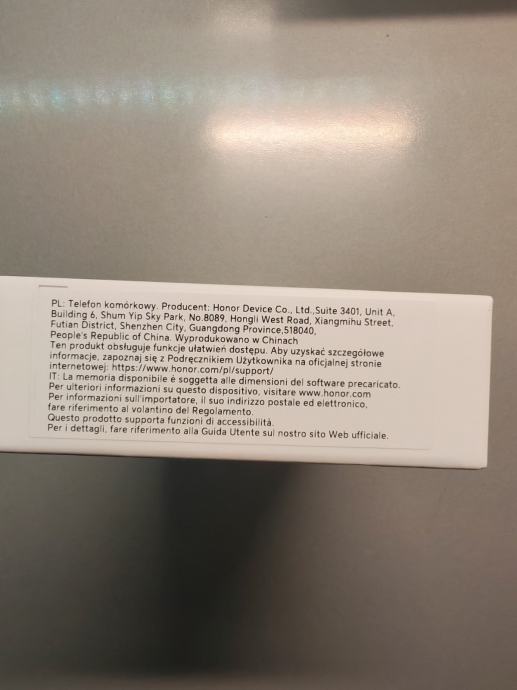 PL: Telefon komórkowy. Producent: Honor Device Co., Ltd.,Suite 3401, Unit A,
Building 6, Shum Yip Sky Park, No.8089, Hongli West Road, Xiangmihu Street,
Futian District, Shenzhen City, Guangdong Province,518040,
People's Republic of China. Wyprodukowano w Chinach
Ten produkt obsługuje funkcje ułatwień dostępu. Aby uzyskać szczegółowe
informacje, zapoznaj się z Podręcznikiem Użytkownika na oficjalnej stronie
internetowej: https://www.honor.com/pl/support/
IT: La memoria disponibile è soggetta alle dimensioni del software precaricato.
Per ulteriori informazioni su questo dispositivo, visitare www.honor.com
Per informazioni sull'importatore, il suo indirizzo postale ed elettronico,
fare riferimento al volantino del Regolamento.
Questo prodotto supporta funzioni di accessibilità.
Per i dettagli, fare riferimento alla Guida Utente sul nostro sito Web ufficiale.